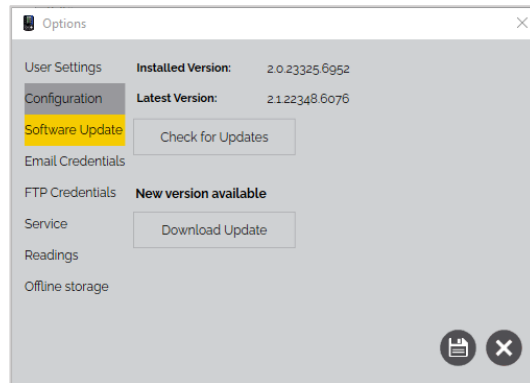 Options
User Settings
Installed Version: 2.0.23325.6952
Configuration
Latest Version: 2.1.22348.6076
Software Update
Check for Updates
Email Credentials
FTP Credentials
New version available
Service
Download Update
Readings
Offline storage